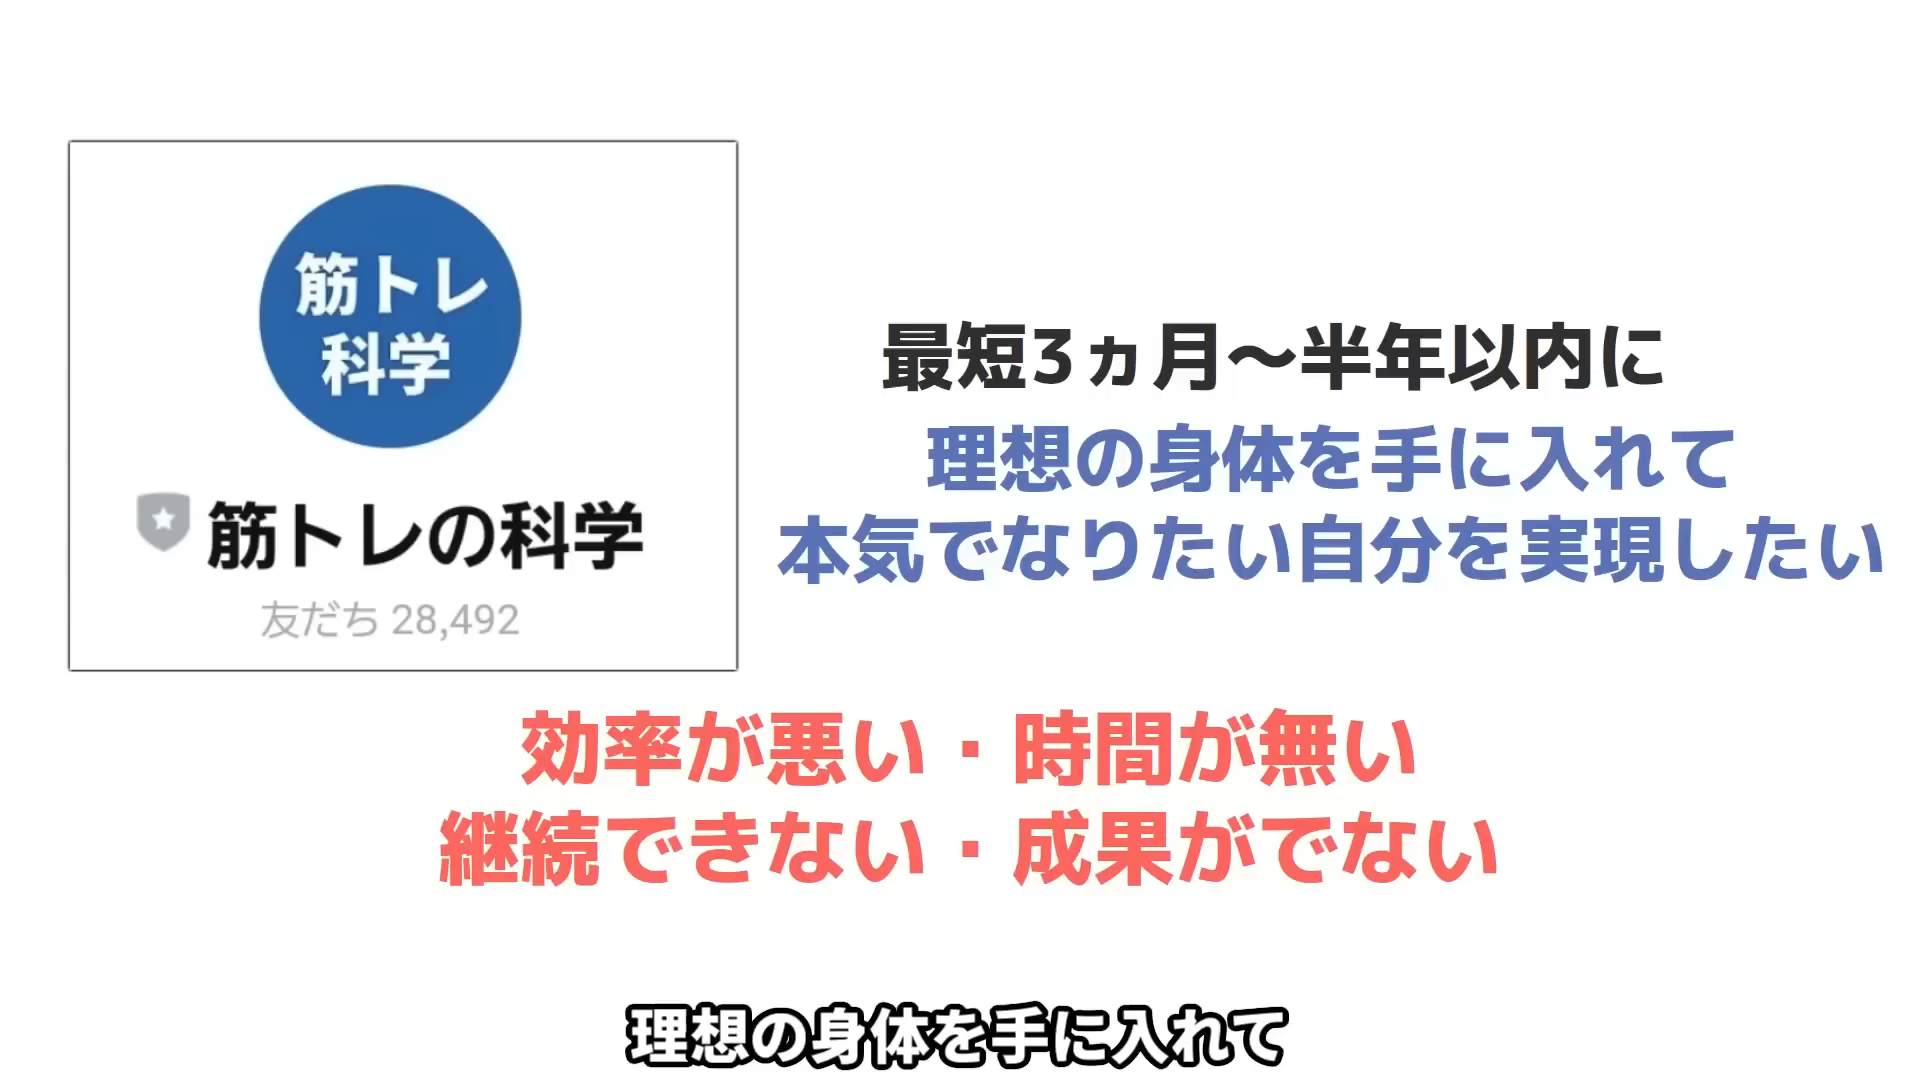 筋トレ
科学
筋トレの科学
友だち 28,492
最短3ヵ月～半年以内に
理想の身体を手に入れて
本気でなりたい自分を実現したい
効率が悪い・時間が無い
継続できない・成果がでない
理想の身体を手に入れて